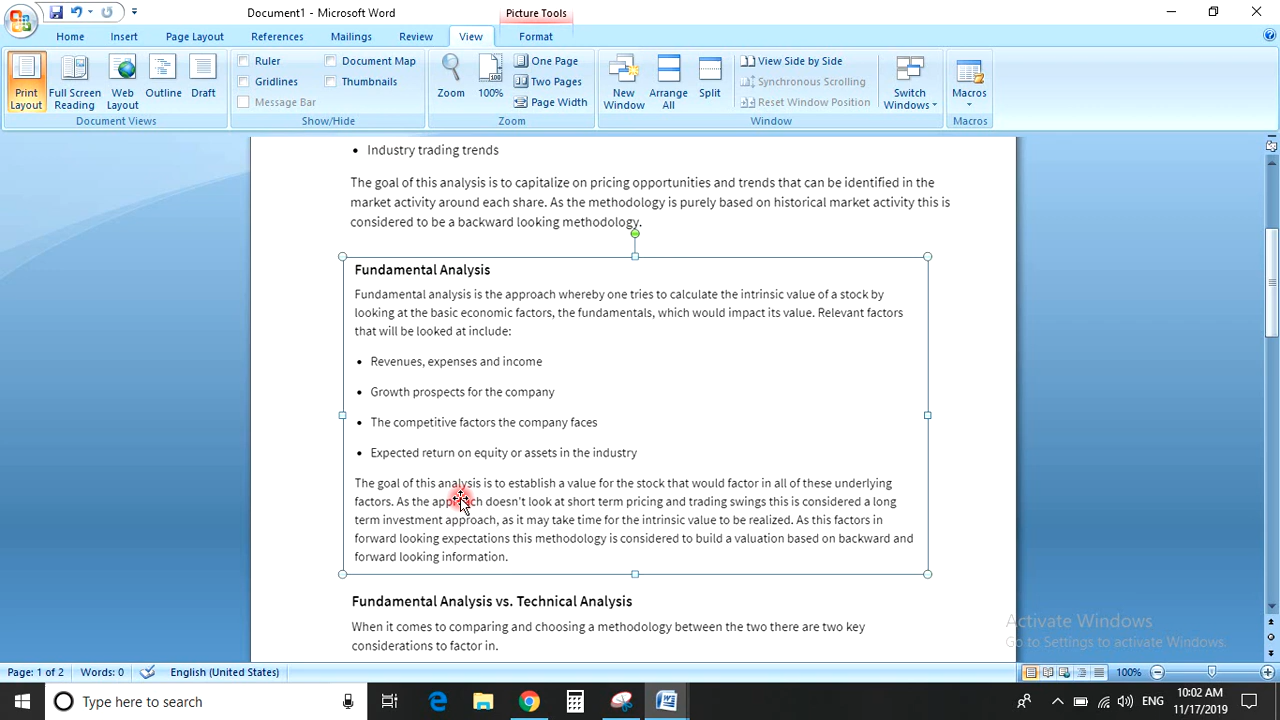 Document1 - Microsoft Word
Picture Tools
Home Insert Page Layout References Mailings Review View Format
Print Layout
Full Screen Reading
Web Layout
Outline
Draft
Document Views
Ruler
Gridlines
Message Bar
Document Map
Thumbnails
Show/Hide
Zoom
100%
One Page
Two Pages
Page Width
Zoom
New Window
Arrange All
Split
View Side by Side
Synchronous Scrolling
Reset Window Position
Switch Windows
Window
Macros
Macros
• Industry trading trends
The goal of this analysis is to capitalize on pricing opportunities and trends that can be identified in the
market activity around each share. As the methodology is purely based on historical market activity this is
considered to be a backward looking methodology.
Fundamental Analysis
Fundamental analysis is the approach whereby one tries to calculate the intrinsic value of a stock by
looking at the basic economic factors, the fundamentals, which would impact its value. Relevant factors
that will be looked at include:
• Revenues, expenses and income
• Growth prospects for the company
• The competitive factors the company faces
• Expected return on equity or assets in the industry
The goal of this analysis is to establish a value for the stock that would factor in all of these underlying
factors. As the approach doesn't look at short term pricing and trading swings this is considered a long
term investment approach, as it may take time for the intrinsic value to be realized. As this factors in
forward looking expectations this methodology is considered to build a valuation based on backward and
forward looking information.
Fundamental Analysis vs. Technical Analysis
When it comes to comparing and choosing a methodology between the two there are two key
considerations to factor in.
Activate Windows
Go to Settings to activate Windows.
Page: 1 of 2 Words: 0 English (United States) 100%
Type here to search
ENG
10:02 AM
11/17/2019